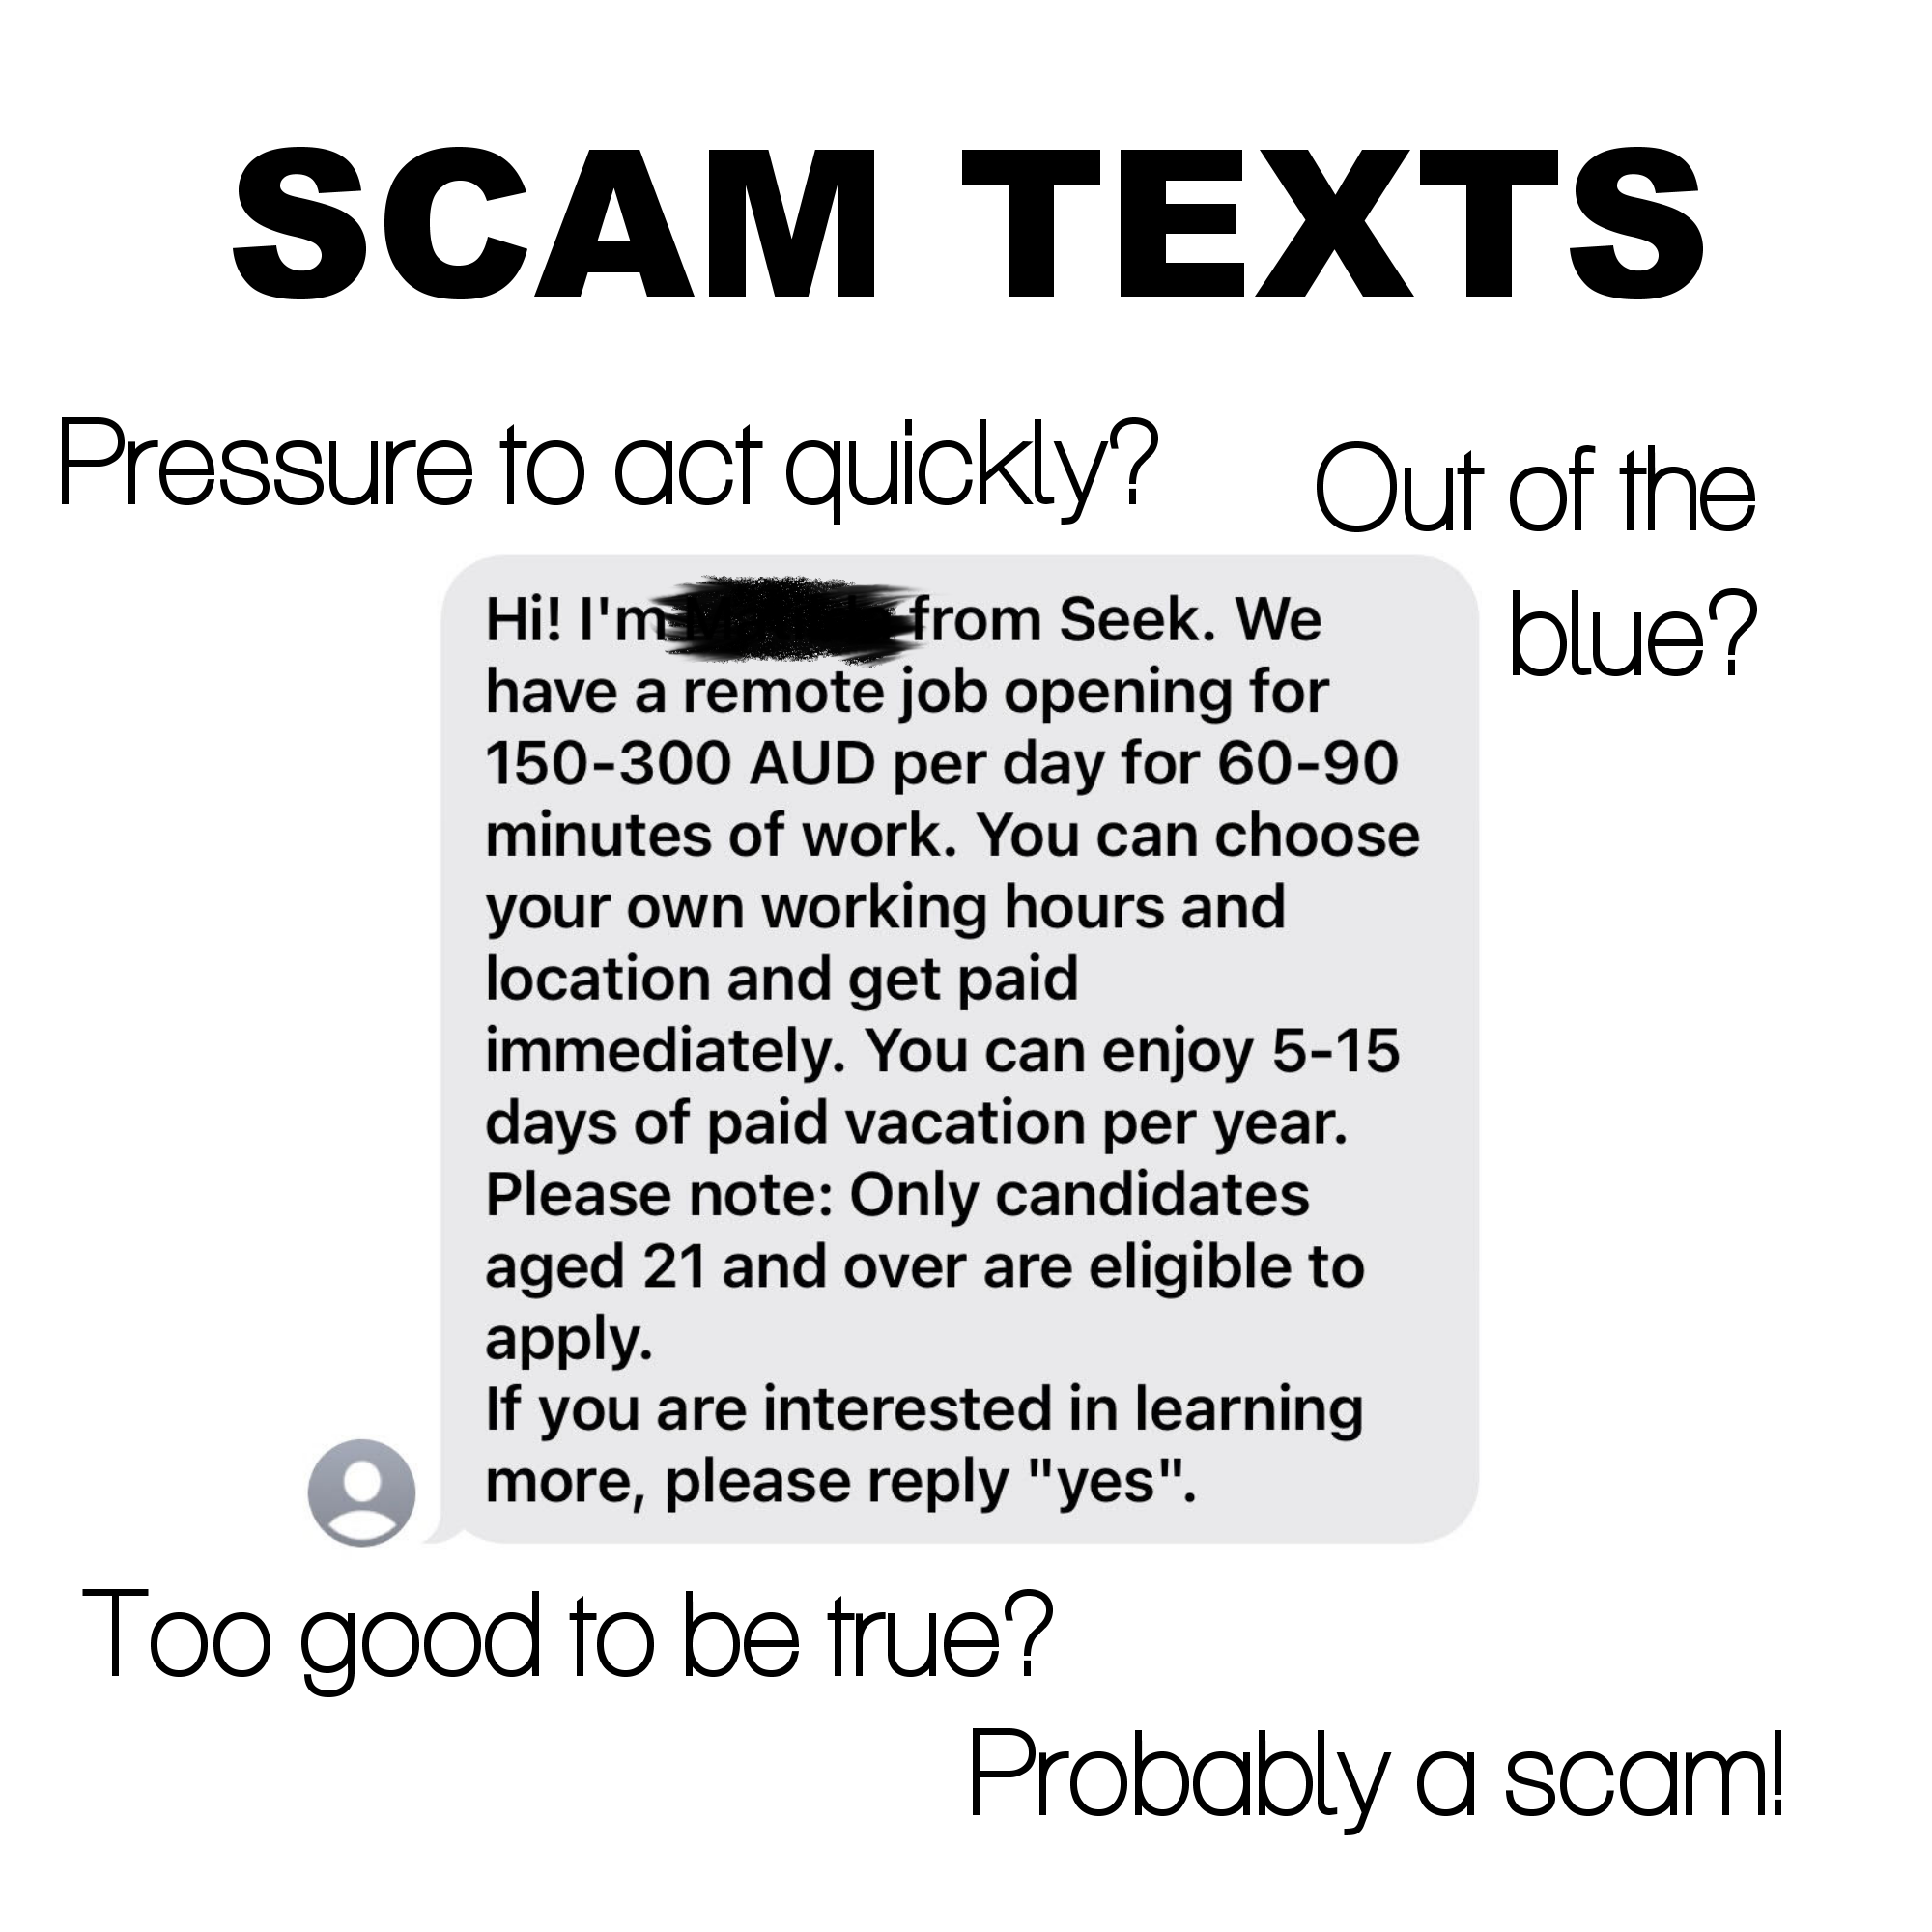 SCAM TEXTS
Pressure to act quickly?
Out of the
blue?
Hi! I'm from Seek. We
have a remote job opening for
150-300 AUD per day for 60-90
minutes of work. You can choose
your own working hours and
location and get paid
immediately. You can enjoy 5-15
days of paid vacation per year.
Please note: Only candidates
aged 21 and over are eligible to
apply.
If you are interested in learning
more, please reply "yes".
Too good to be true?
Probably a scam!